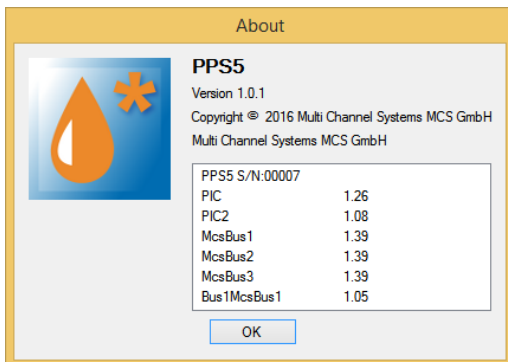 About
PPS5
Version 1.0.1
Copyright © 2016 Multi Channel Systems MCS GmbH
Multi Channel Systems MCS GmbH
PPS5 S/N:00007
PIC 1.26
PIC2 1.08
McsBus1 1.39
McsBus2 1.39
McsBus3 1.39
Bus1McsBus1 1.05
OK